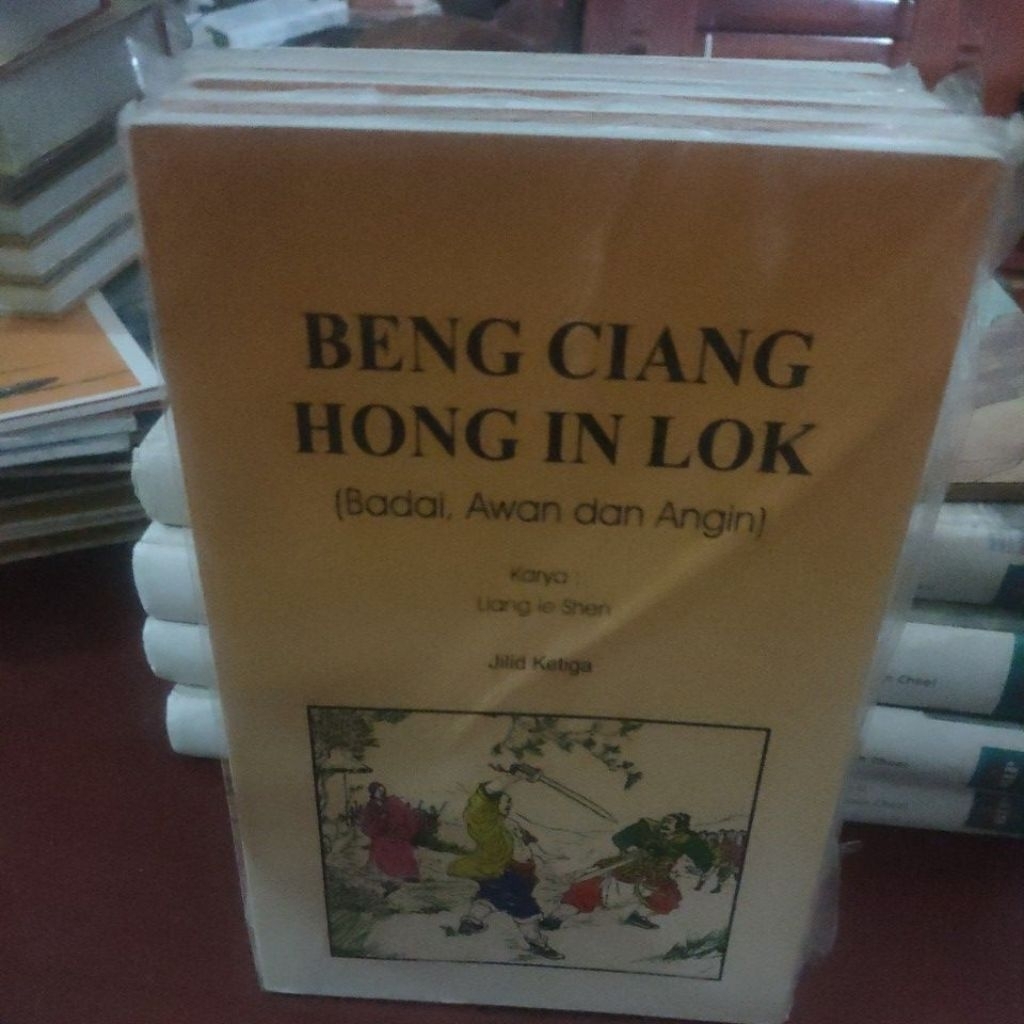 BENG CIANG
HONG IN LOK
(Badai, Awan dan Angin)
Karya :
Liang Ie Shen
Jilid Ketiga